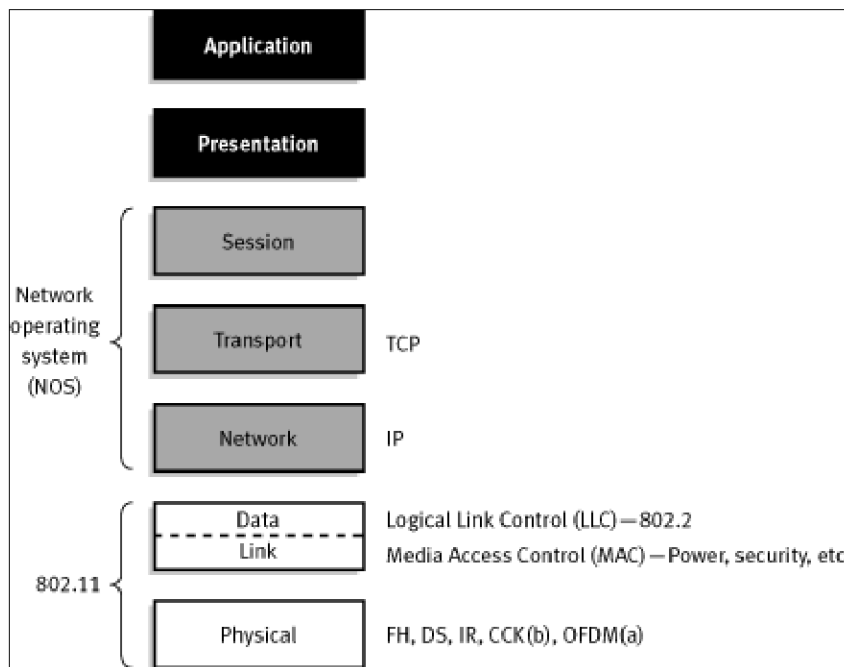 Application
Presentation
Session
Network
operating
system
(NOS)
Transport
TCP
Network
IP
Data
Logical Link Control (LLC)—802.2
Link
Media Access Control (MAC)—Power, security, etc
802.11
Physical
FH, DS, IR, CCK(b), OFDM(a)